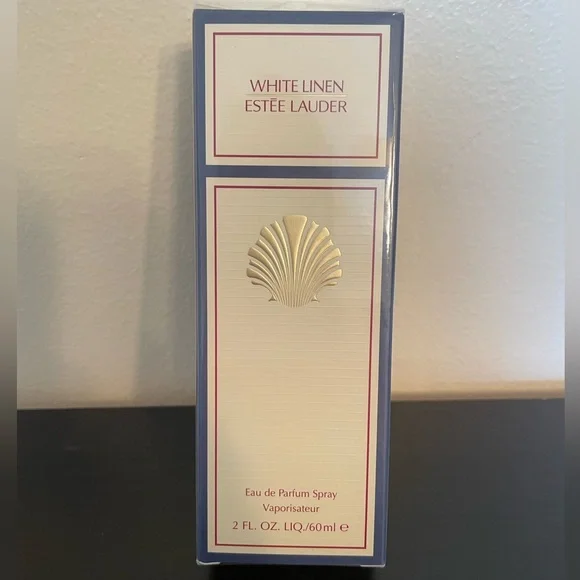 WHITE LINEN
ESTĒE LAUDER
Eau de Parfum Spray
Vaporisateur
2 FL. OZ. LIQ./60ml ℮